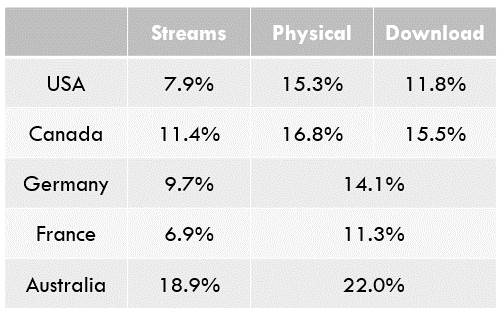 Streams Physical Download
USA 7.9% 15.3% 11.8%
Canada 11.4% 16.8% 15.5%
Germany 9.7% 14.1%
France 6.9% 11.3%
Australia 18.9% 22.0%